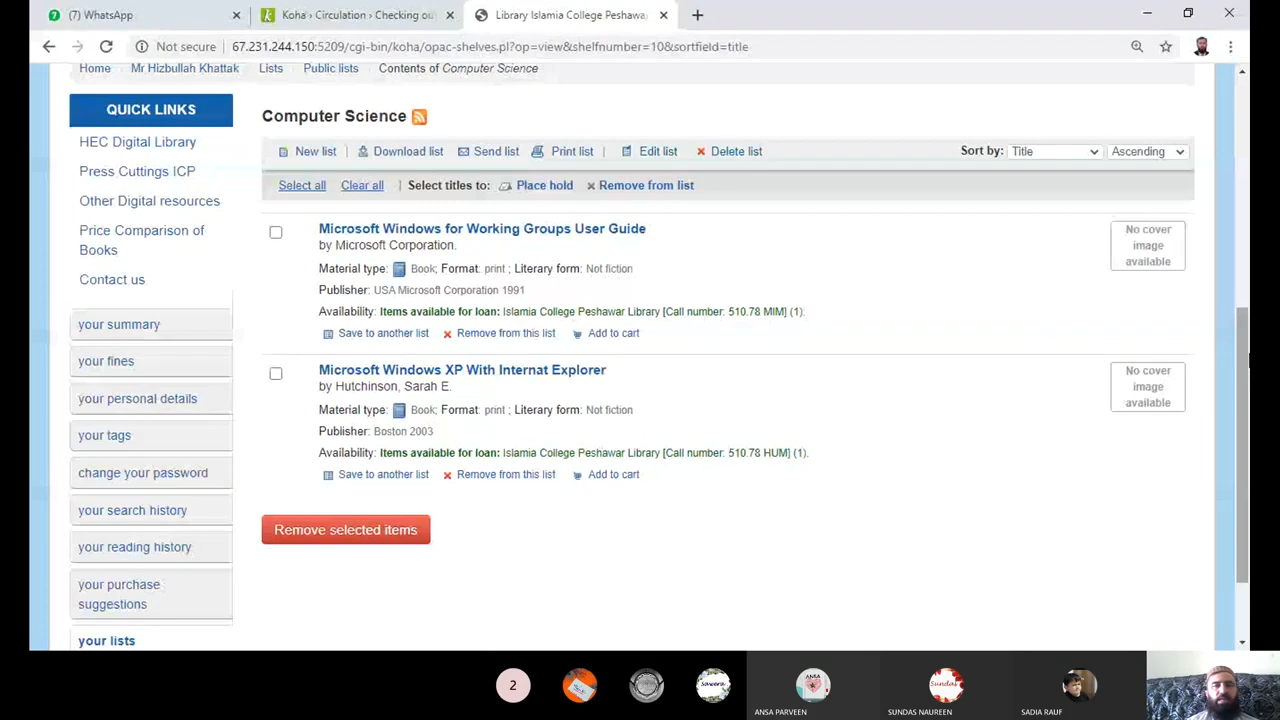 (7) WhatsApp
Koha › Circulation › Checking ou
Library Islamia College Peshawa
Not secure
67.231.244.150:5209/cgi-bin/koha/opac-shelves.pl?op=view&shelfnumber=10&sortfield=title
Home
Mr Hizbullah Khattak
Lists
Public lists
Contents of Computer Science
QUICK LINKS
HEC Digital Library
Press Cuttings ICP
Other Digital resources
Price Comparison of
Books
Contact us
your summary
your fines
your personal details
your tags
change your password
your search history
your reading history
your purchase
suggestions
your lists
Computer Science
New list | Download list Send list Print list | Edit list Delete list
Sort by: Title Ascending
Select all Clear all | Select titles to: Place hold Remove from list
Microsoft Windows for Working Groups User Guide
by Microsoft Corporation.
Material type: Book; Format: print ; Literary form: Not fiction
Publisher: USA Microsoft Corporation 1991
Availability: Items available for loan: Islamia College Peshawar Library [Call number: 510.78 MIM] (1).
Save to another list Remove from this list Add to cart
No cover
image
available
Microsoft Windows XP With Internat Explorer
by Hutchinson, Sarah E.
Material type: Book; Format: print ; Literary form: Not fiction
Publisher: Boston 2003
Availability: Items available for loan: Islamia College Peshawar Library [Call number: 510.78 HUM] (1).
Save to another list Remove from this list Add to cart
No cover
image
available
Remove selected items
2
Sawera
ANSA
Sundas
ANSA PARVEEN
SUNDAS NAUREEN
SADIA RAUF